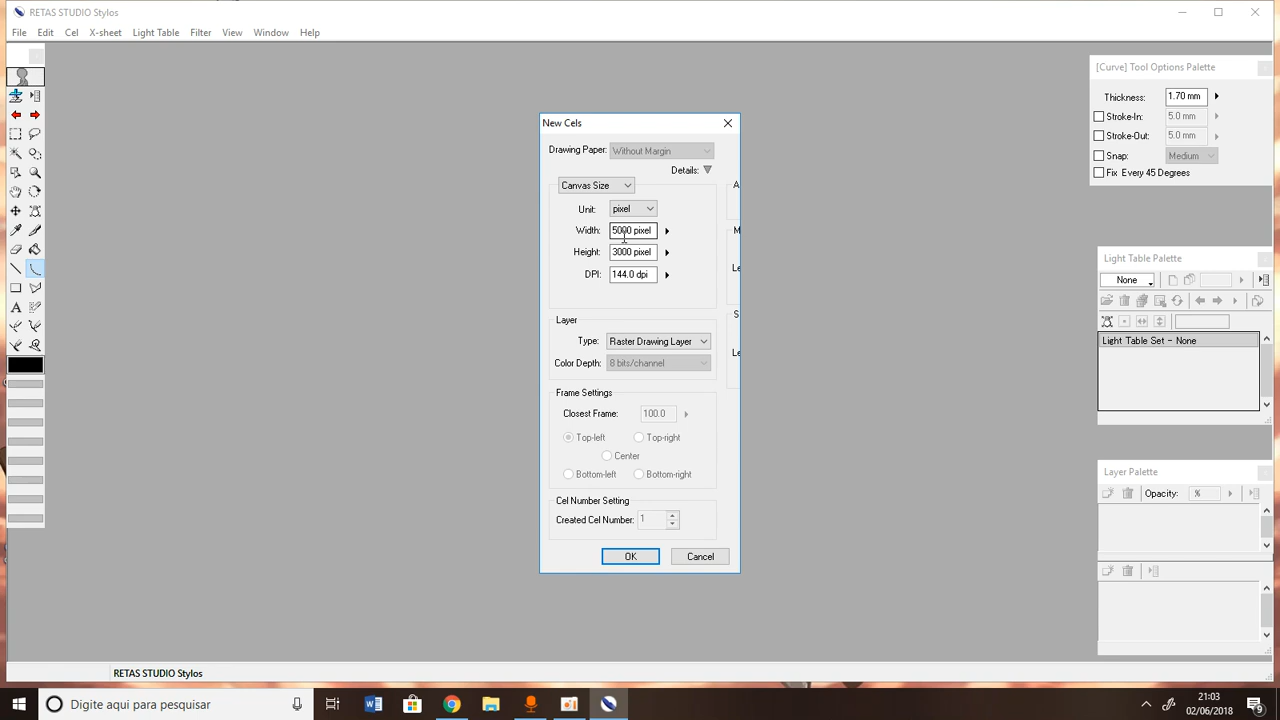 RETAS STUDIO Stylos
File Edit Cel X-sheet Light Table Filter View Window Help
[Curve] Tool Options Palette
Thickness: 1.70 mm
Stroke-In: 5.0 mm
Stroke-Out: 5.0 mm
Snap: Medium
Fix Every 45 Degrees
New Cels
Drawing Paper: Without Margin
Details:
Canvas Size
A
Unit: pixel
Width: 5000 pixel
M
Height: 3000 pixel
Le
DPI: 144.0 dpi
Layer
S
Type: Raster Drawing Layer
Le
Color Depth: 8 bits/channel
Frame Settings
Closest Frame: 100.0
Top-left Top-right
Center
Bottom-left Bottom-right
Cel Number Setting
Created Cel Number: 1
OK Cancel
Light Table Palette
None
Light Table Set - None
Layer Palette
Opacity: %
RETAS STUDIO Stylos
Digite aqui para pesquisar
21:03
02/06/2018
9